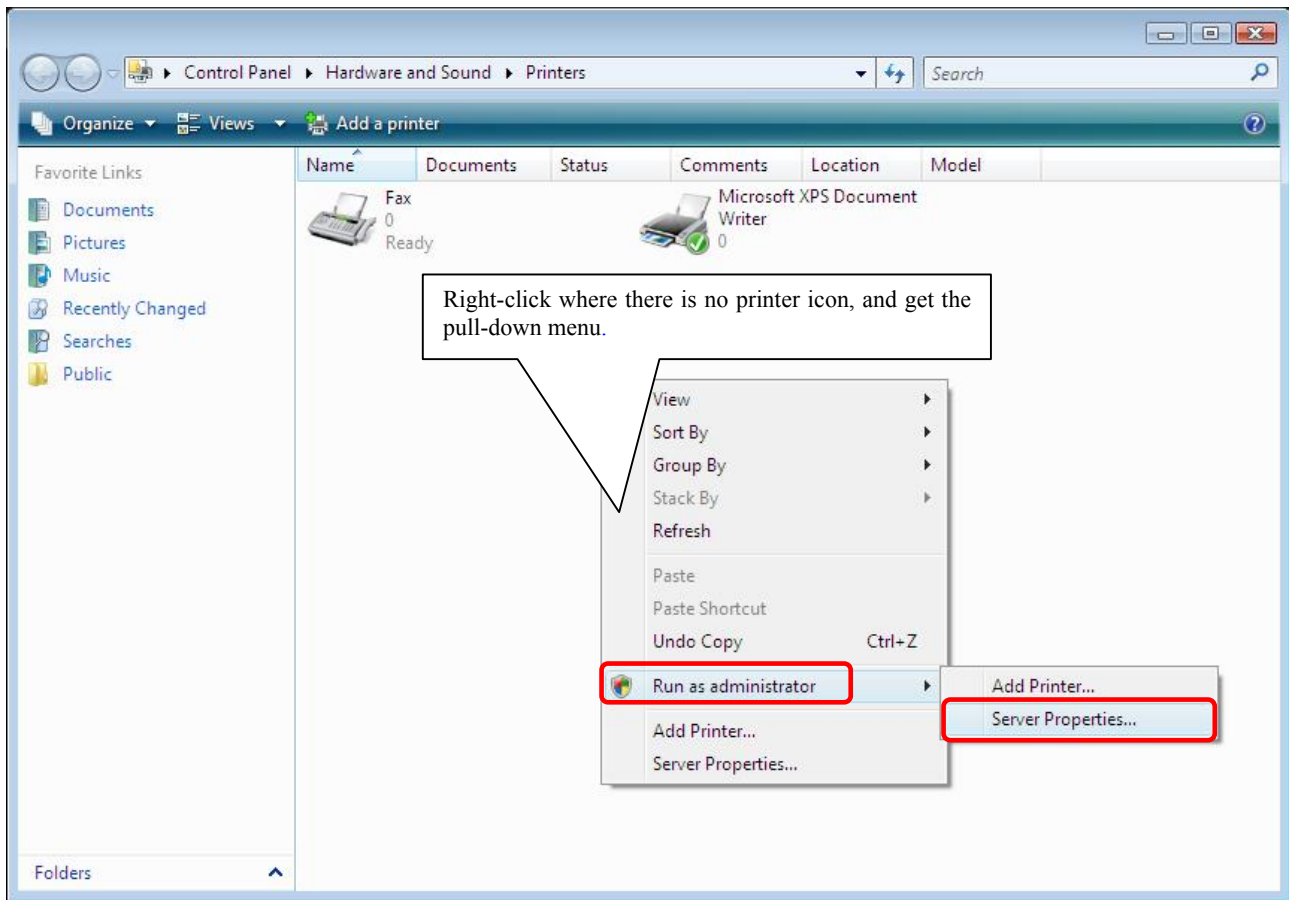 Control Panel ▸ Hardware and Sound ▸ Printers
Search
Organize
Views
Add a printer
Favorite Links
Documents
Pictures
Music
Recently Changed
Searches
Public
Folders
Name Documents Status Comments Location Model
Fax
0
Ready
Microsoft XPS Document
Writer
0
Right-click where there is no printer icon, and get the
pull-down menu.
View
Sort By
Group By
Stack By
Refresh
Paste
Paste Shortcut
Undo Copy Ctrl+Z
Run as administrator
Add Printer...
Server Properties...
Add Printer...
Server Properties...